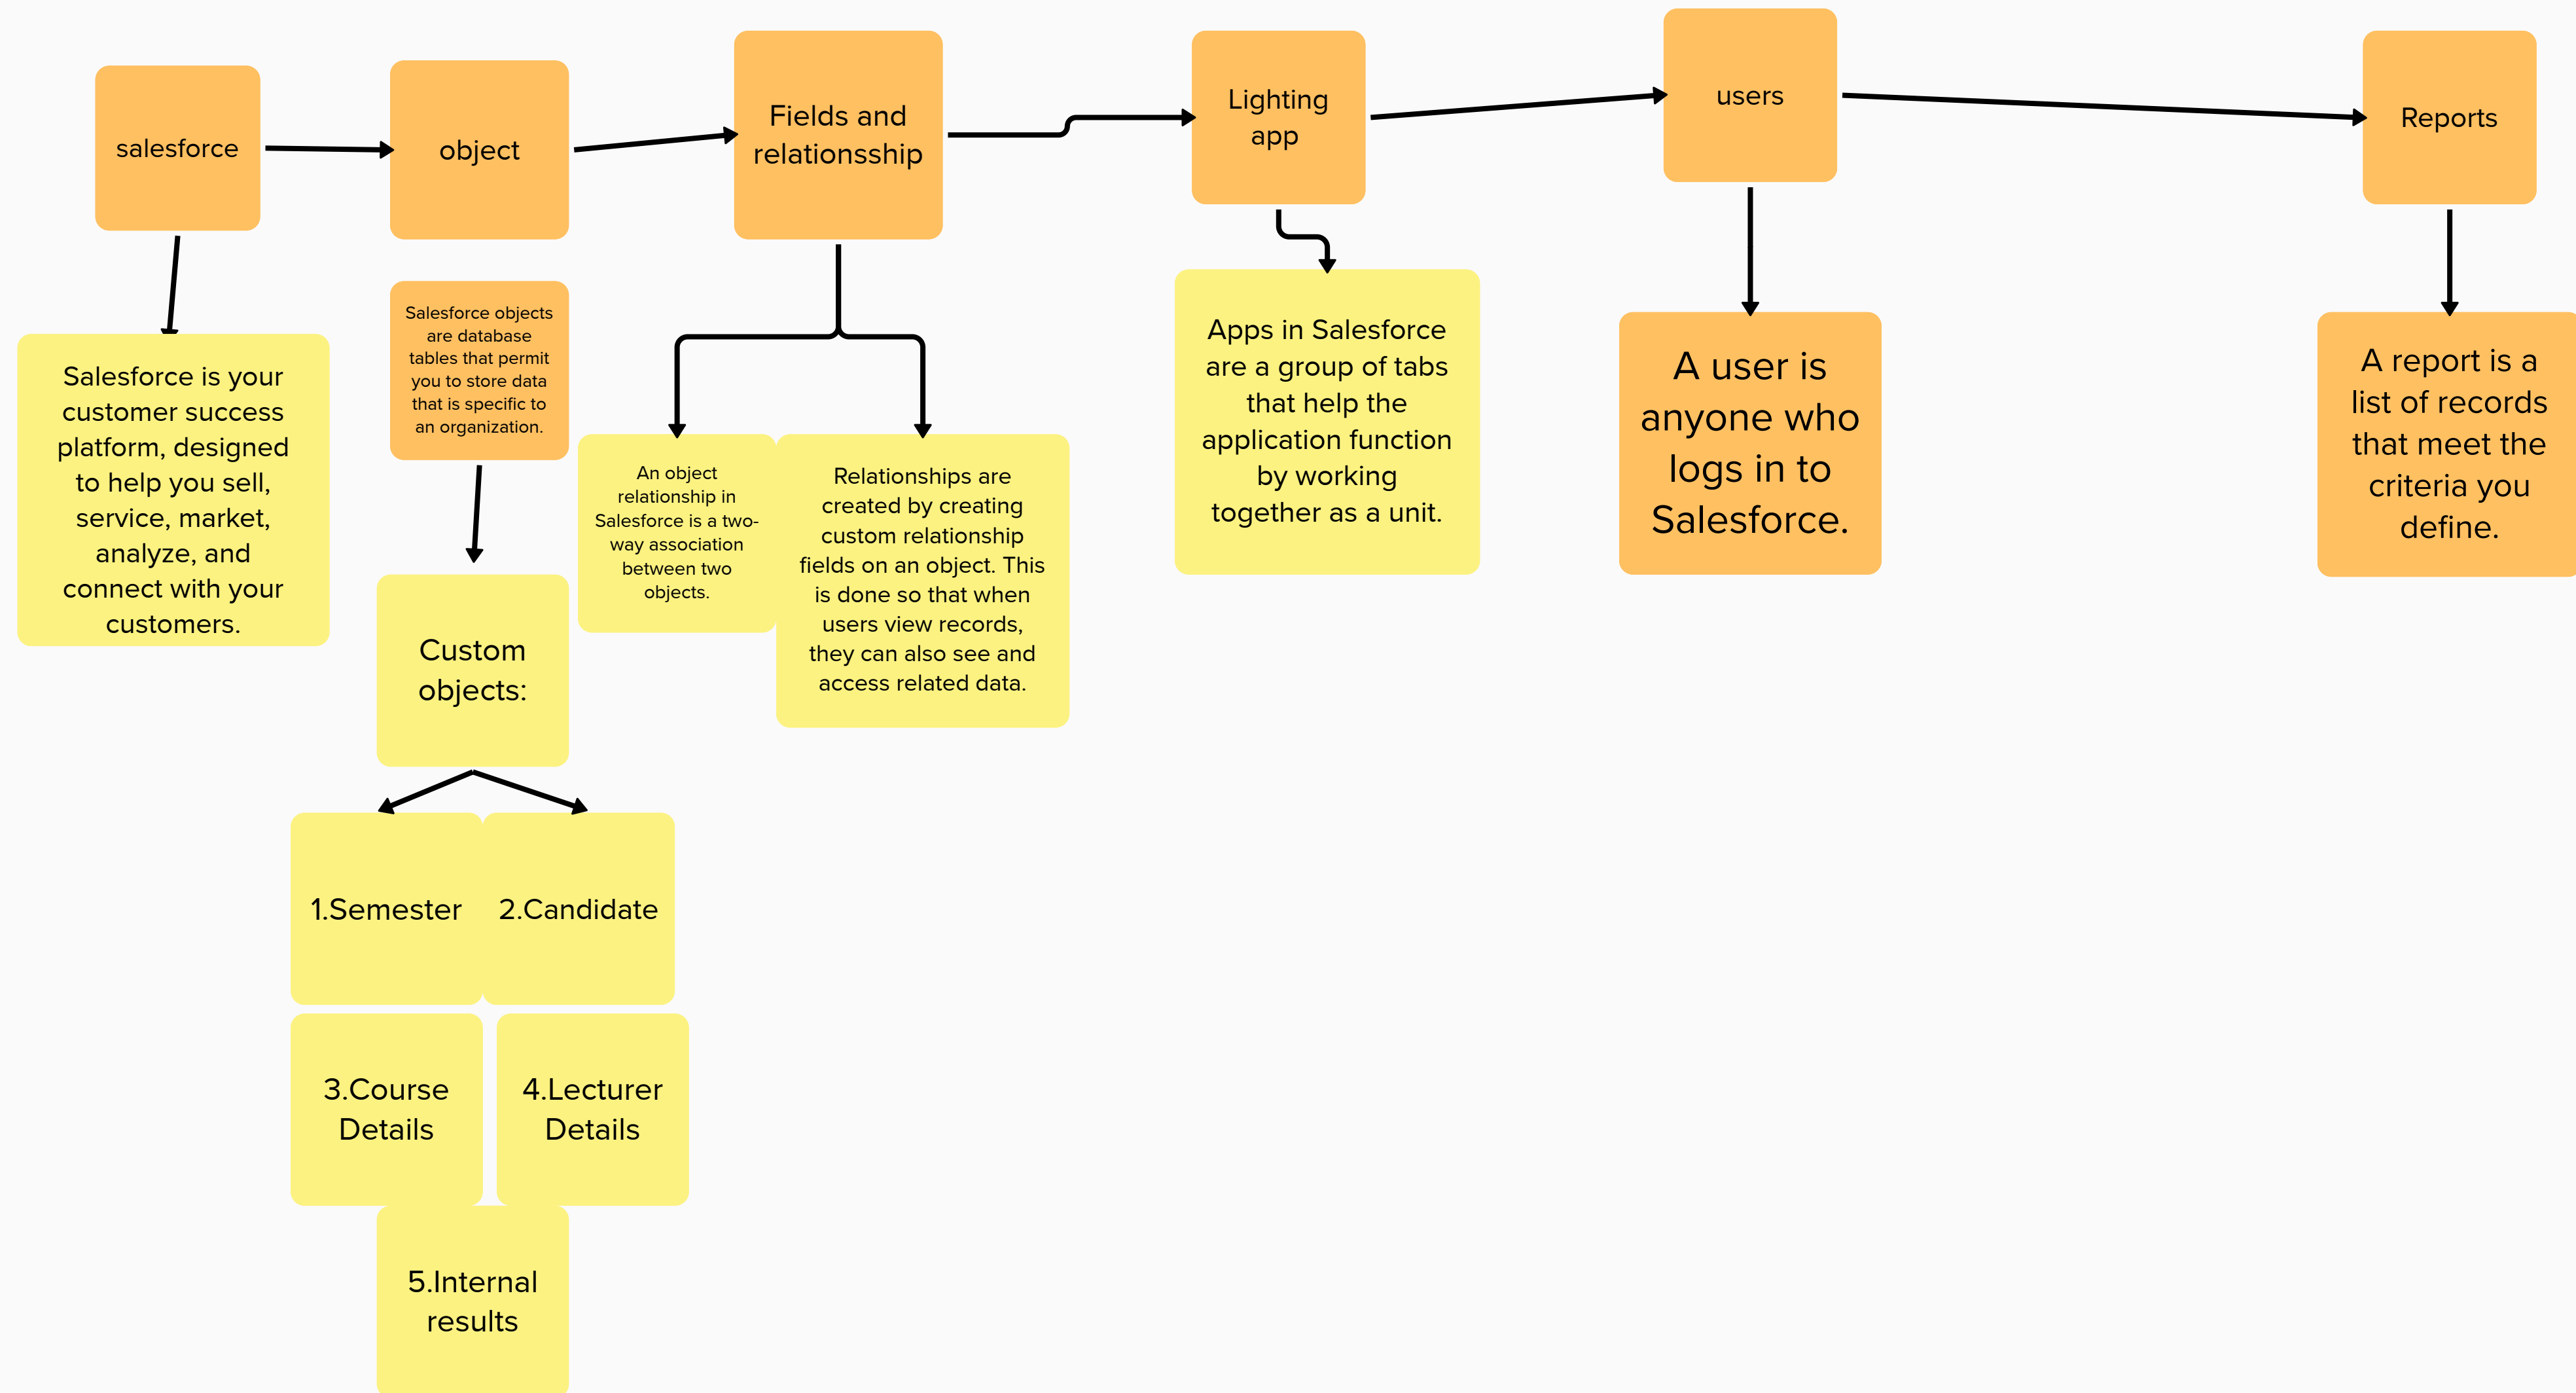 salesforce
object
Fields and
relationsship
Lighting
app
users
Reports
Salesforce is your
customer success
platform, designed
to help you sell,
service, market,
analyze, and
connect with your
customers.
Salesforce objects
are database
tables that permit
you to store data
that is specific to
an organization.
Custom
objects:
1.Semester
2.Candidate
3.Course
Details
4.Lecturer
Details
5.Internal
results
An object
relationship in
Salesforce is a two-
way association
between two
objects.
Relationships are
created by creating
custom relationship
fields on an object. This
is done so that when
users view records,
they can also see and
access related data.
Apps in Salesforce
are a group of tabs
that help the
application function
by working
together as a unit.
A user is
anyone who
logs in to
Salesforce.
A report is a
list of records
that meet the
criteria you
define.